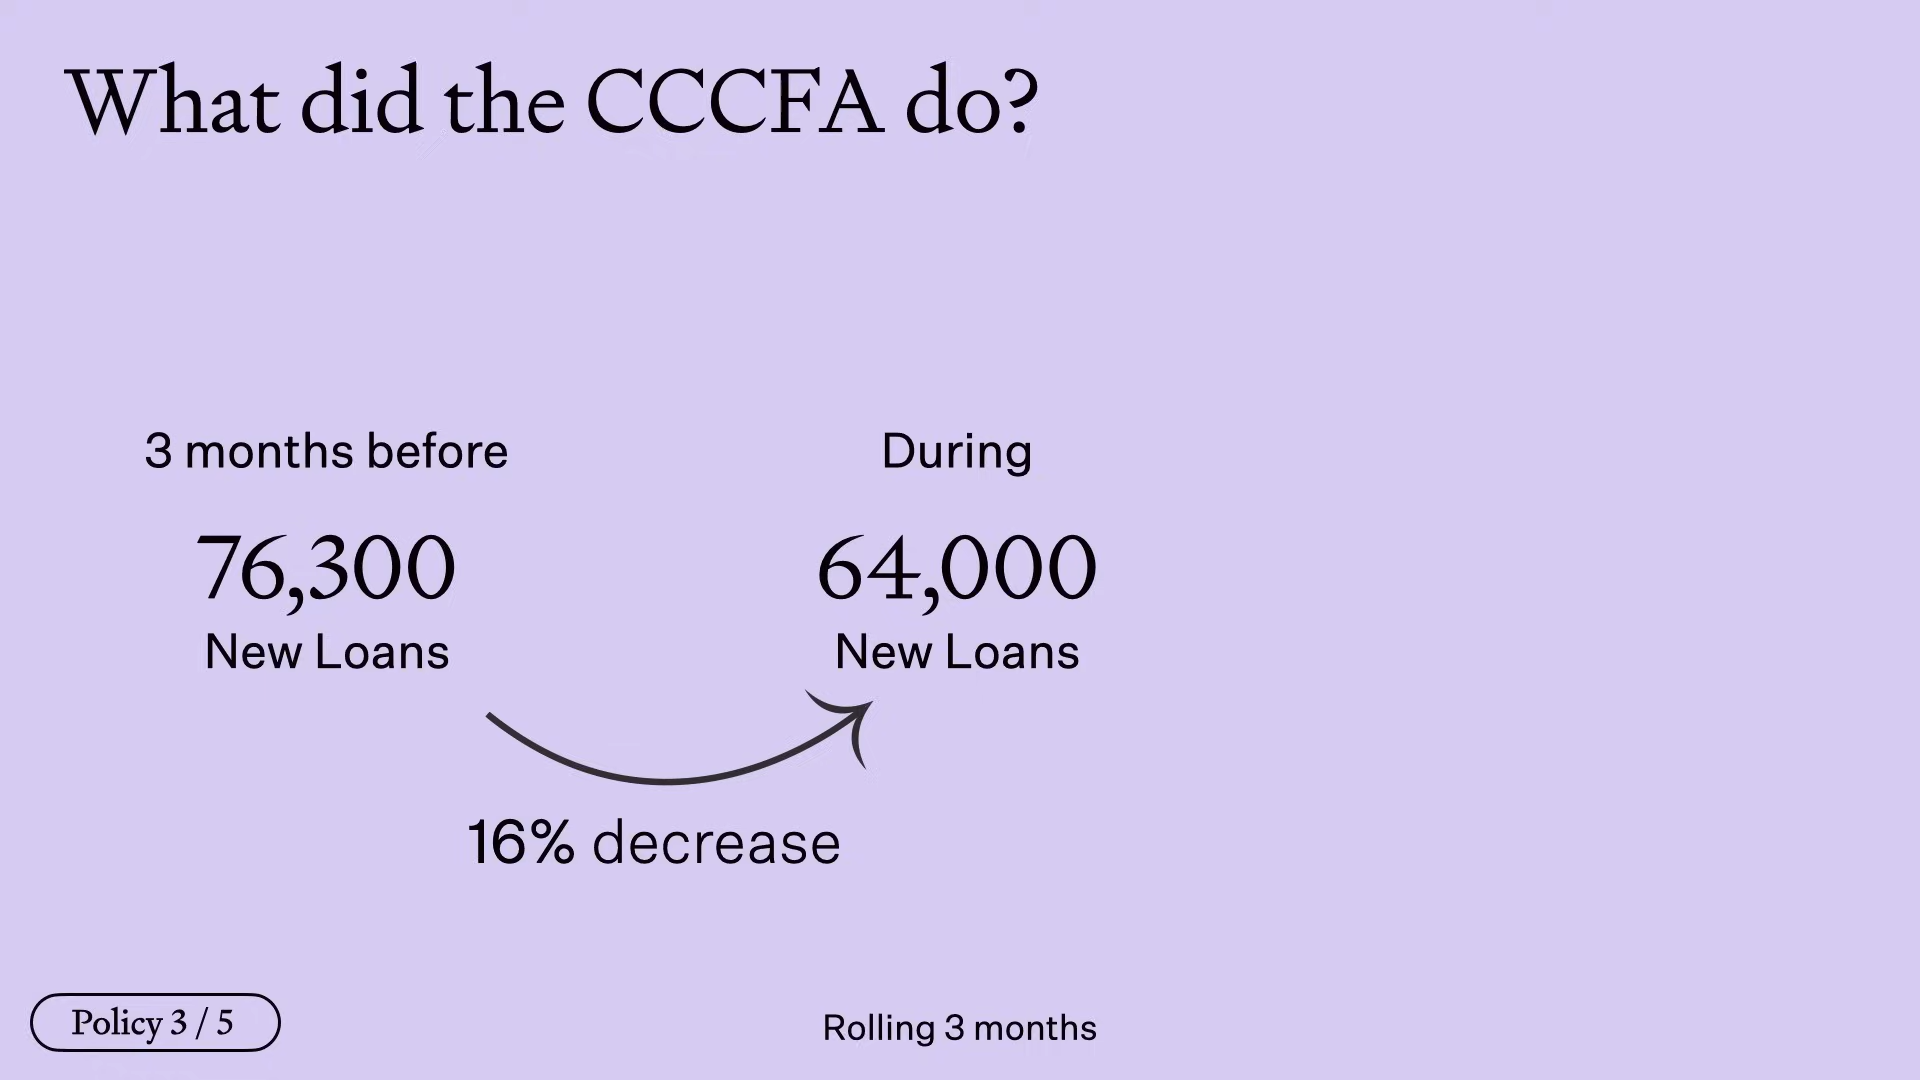 What did the CCCFA do?
3 months before
76,300
New Loans
During
64,000
New Loans
16% decrease
Policy 3 / 5
Rolling 3 months